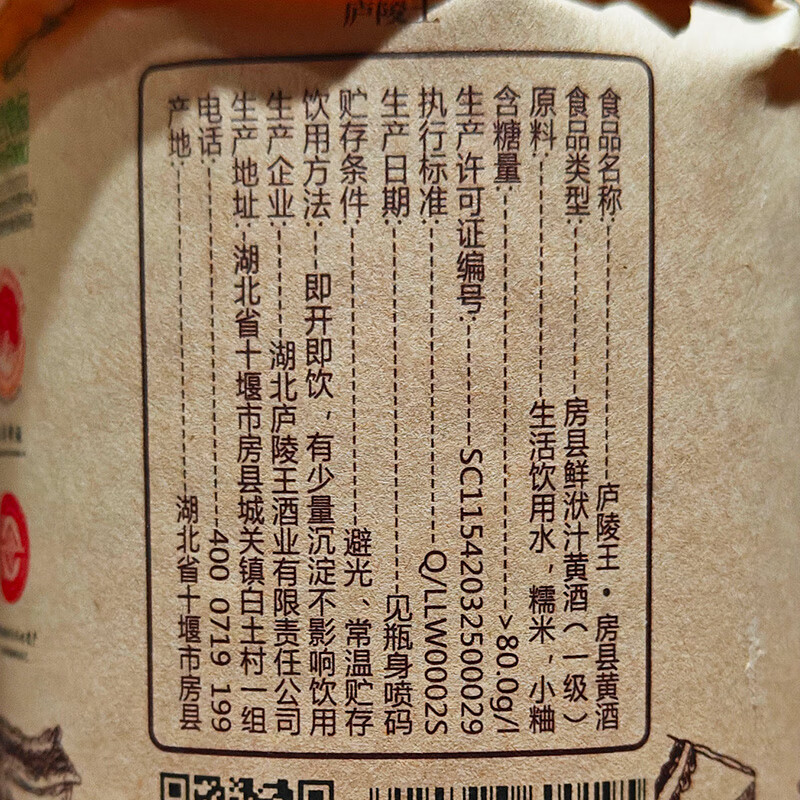 庐陵王
食品名称:庐陵王·房县黄酒
食品类型:房县鲜洑汁黄酒(一级)
原料:生活饮用水,糯米,小粬
含糖量:>80.0g/l
生产许可证编号:SC11542032500029
执行标准:Q/LLW0002S
生产日期:见瓶身喷码
贮存条件:避光、常温贮存
饮用方法:即开即饮,有少量沉淀不影响饮用
生产企业:湖北庐陵王酒业有限责任公司
生产地址:湖北省十堰市房县城关镇白土村一组
电话:400 0719 199
产地:湖北省十堰市房县